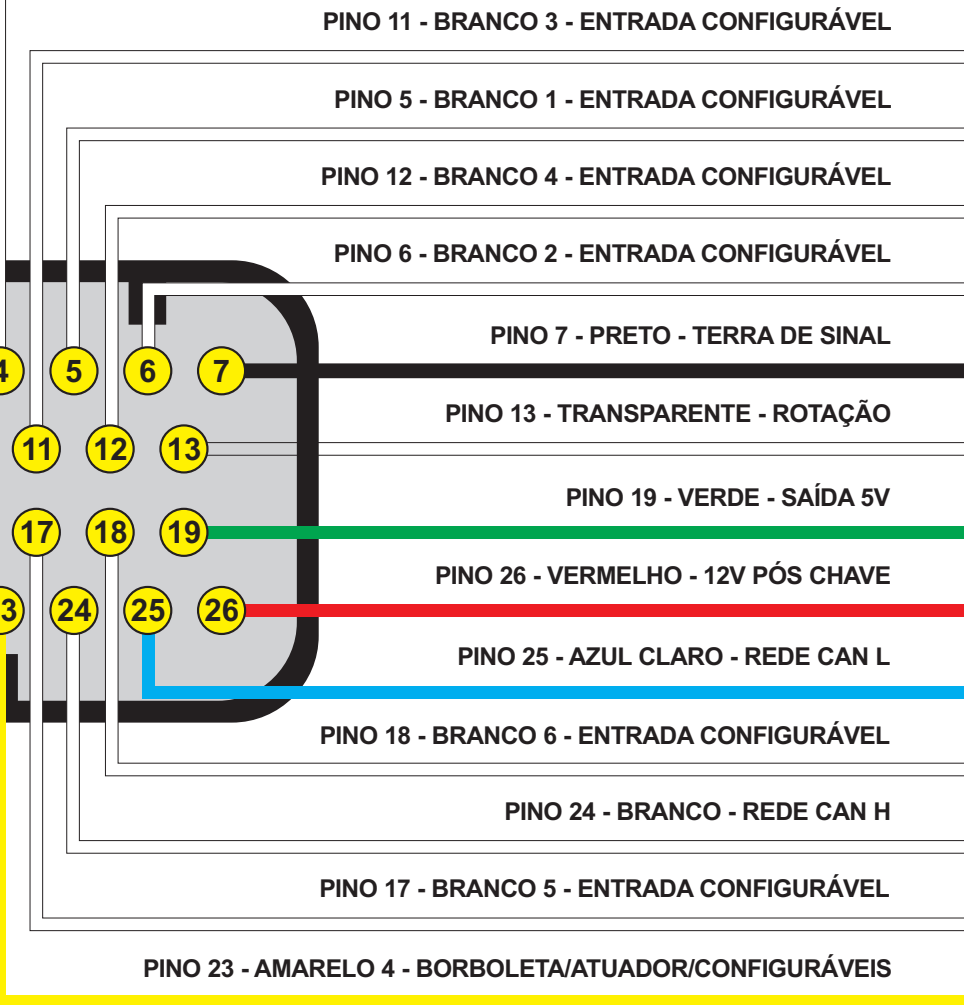 PINO 11 - BRANCO 3 - ENTRADA CONFIGURÁVEL
PINO 5 - BRANCO 1 - ENTRADA CONFIGURÁVEL
PINO 12 - BRANCO 4 - ENTRADA CONFIGURÁVEL
PINO 6 - BRANCO 2 - ENTRADA CONFIGURÁVEL
PINO 7 - PRETO - TERRA DE SINAL
4 5 6 7
PINO 13 - TRANSPARENTE - ROTAÇÃO
11 12 13
PINO 19 - VERDE - SAÍDA 5V
17 18 19
PINO 26 - VERMELHO - 12V PÓS CHAVE
3 24 25 26
PINO 25 - AZUL CLARO - REDE CAN L
PINO 18 - BRANCO 6 - ENTRADA CONFIGURÁVEL
PINO 24 - BRANCO - REDE CAN H
PINO 17 - BRANCO 5 - ENTRADA CONFIGURÁVEL
PINO 23 - AMARELO 4 - BORBOLETA/ATUADOR/CONFIGURÁVEIS